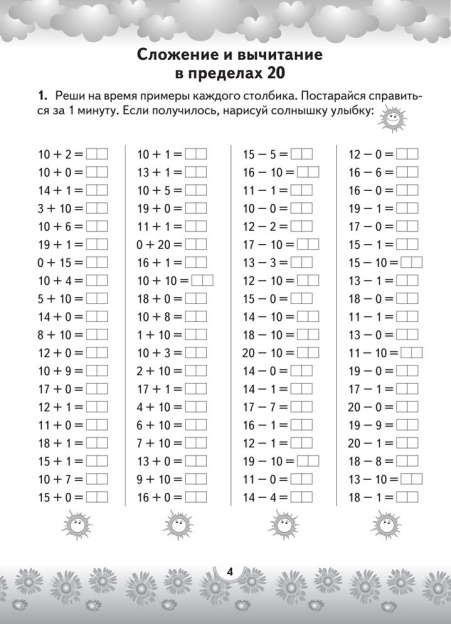 Сложение и вычитание
в пределах 20
1. Реши на время примеры каждого столбика. Постарайся справить-
ся за 1 минуту. Если получилось, нарисуй солнышку улыбку:
10 + 2 =
10 + 0 =
14 + 1 =
3 + 10 =
10 + 6 =
19 + 1 =
0 + 15 =
10 + 4 =
5 + 10 =
14 + 0 =
8 + 10 =
12 + 0 =
10 + 9 =
17 + 0 =
12 + 1 =
11 + 0 =
18 + 1 =
15 + 1 =
10 + 7 =
15 + 0 =
10 + 1 =
13 + 1 =
10 + 5 =
19 + 0 =
11 + 1 =
0 + 20 =
16 + 1 =
10 + 10 =
18 + 0 =
10 + 8 =
1 + 10 =
10 + 3 =
2 + 10 =
17 + 1 =
4 + 10 =
6 + 10 =
7 + 10 =
13 + 0 =
9 + 10 =
16 + 0 =
15 − 5 =
16 − 10 =
11 − 1 =
10 − 0 =
12 − 2 =
17 − 10 =
13 − 3 =
12 − 10 =
15 − 0 =
14 − 10 =
18 − 10 =
20 − 10 =
14 − 0 =
14 − 1 =
17 − 7 =
16 − 1 =
12 − 1 =
19 − 10 =
11 − 0 =
14 − 4 =
12 − 0 =
16 − 6 =
16 − 0 =
19 − 1 =
17 − 0 =
15 − 1 =
15 − 10 =
13 − 1 =
18 − 0 =
11 − 1 =
13 − 0 =
11 − 10 =
19 − 0 =
17 − 1 =
20 − 0 =
19 − 9 =
20 − 1 =
18 − 8 =
13 − 10 =
18 − 1 =
4